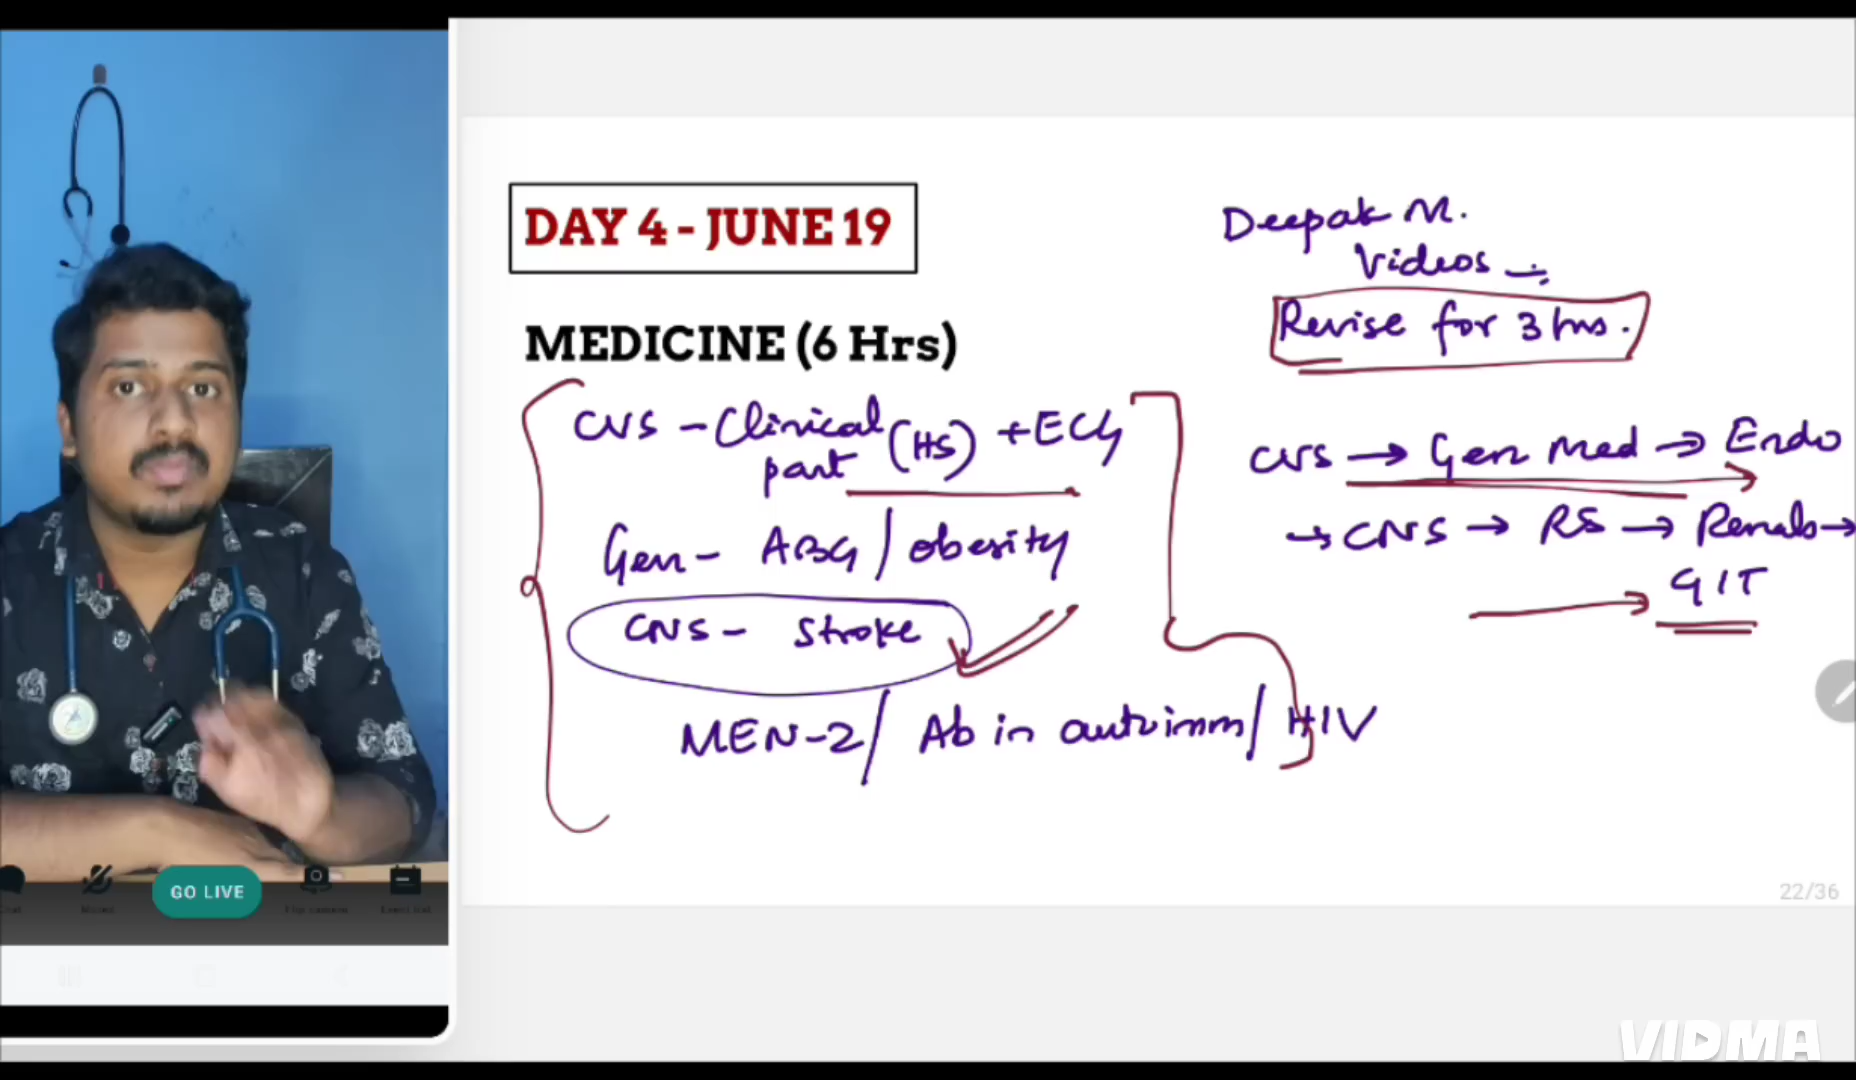 DAY 4 - JUNE 19
MEDICINE (6 Hrs)
CVS - Clinical part (HS) + ECG
Gen - ABG / obesity
CNS - Stroke
MEN-2 / Ab in autoimm / HIV
Deepak M.
Videos
Revise for 3 hrs.
CVS → Gen Med → Endo
→ CNS → RS → Renal →
→ GIT
GO LIVE
22/36
VIDMA